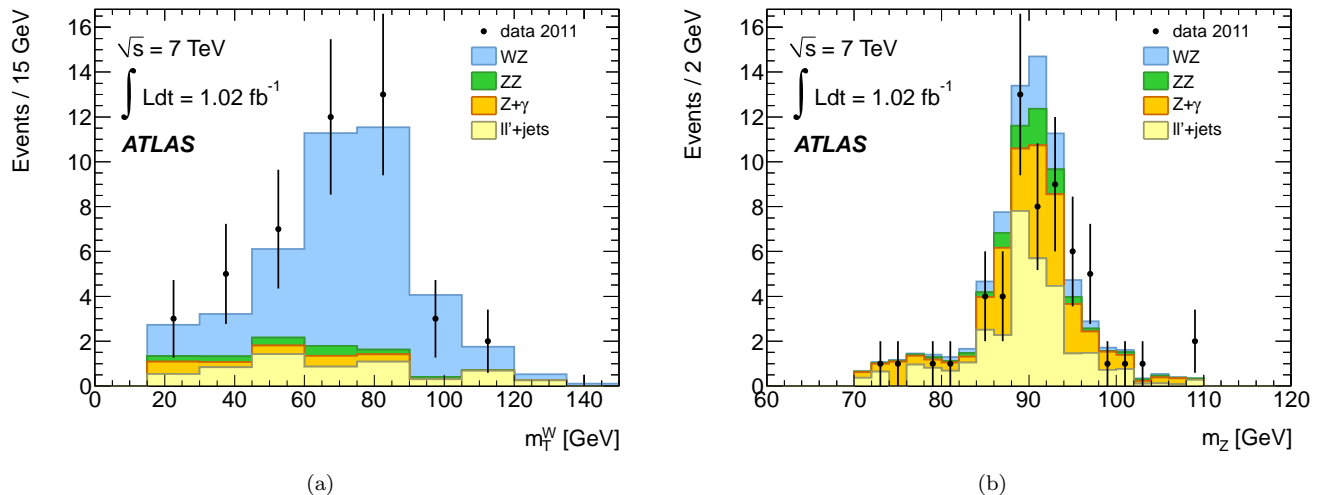 Events / 15 GeV
16
14
12
10
8
6
4
2
0
0 20 40 60 80 100 120 140
m_T^W [GeV]
√s = 7 TeV
∫ Ldt = 1.02 fb⁻¹
ATLAS
data 2011
WZ
ZZ
Z+γ
ll'+jets
(a)
Events / 2 GeV
16
14
12
10
8
6
4
2
0
60 70 80 90 100 110 120
m_Z [GeV]
√s = 7 TeV
∫ Ldt = 1.02 fb⁻¹
ATLAS
data 2011
WZ
ZZ
Z+γ
ll'+jets
(b)